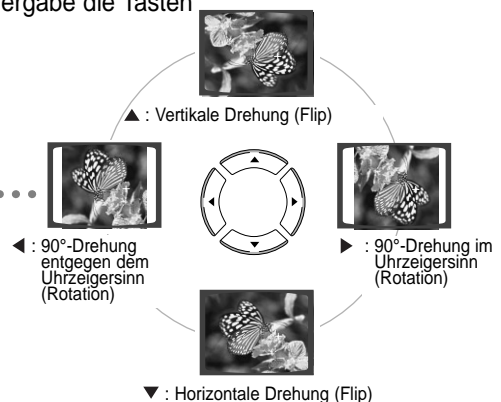 ergabe die Tasten
▲ : Vertikale Drehung (Flip)
◀ : 90°-Drehung
entgegen dem
Uhrzeigersinn
(Rotation)
▶ : 90°-Drehung im
Uhrzeigersinn
(Rotation)
▼ : Horizontale Drehung (Flip)